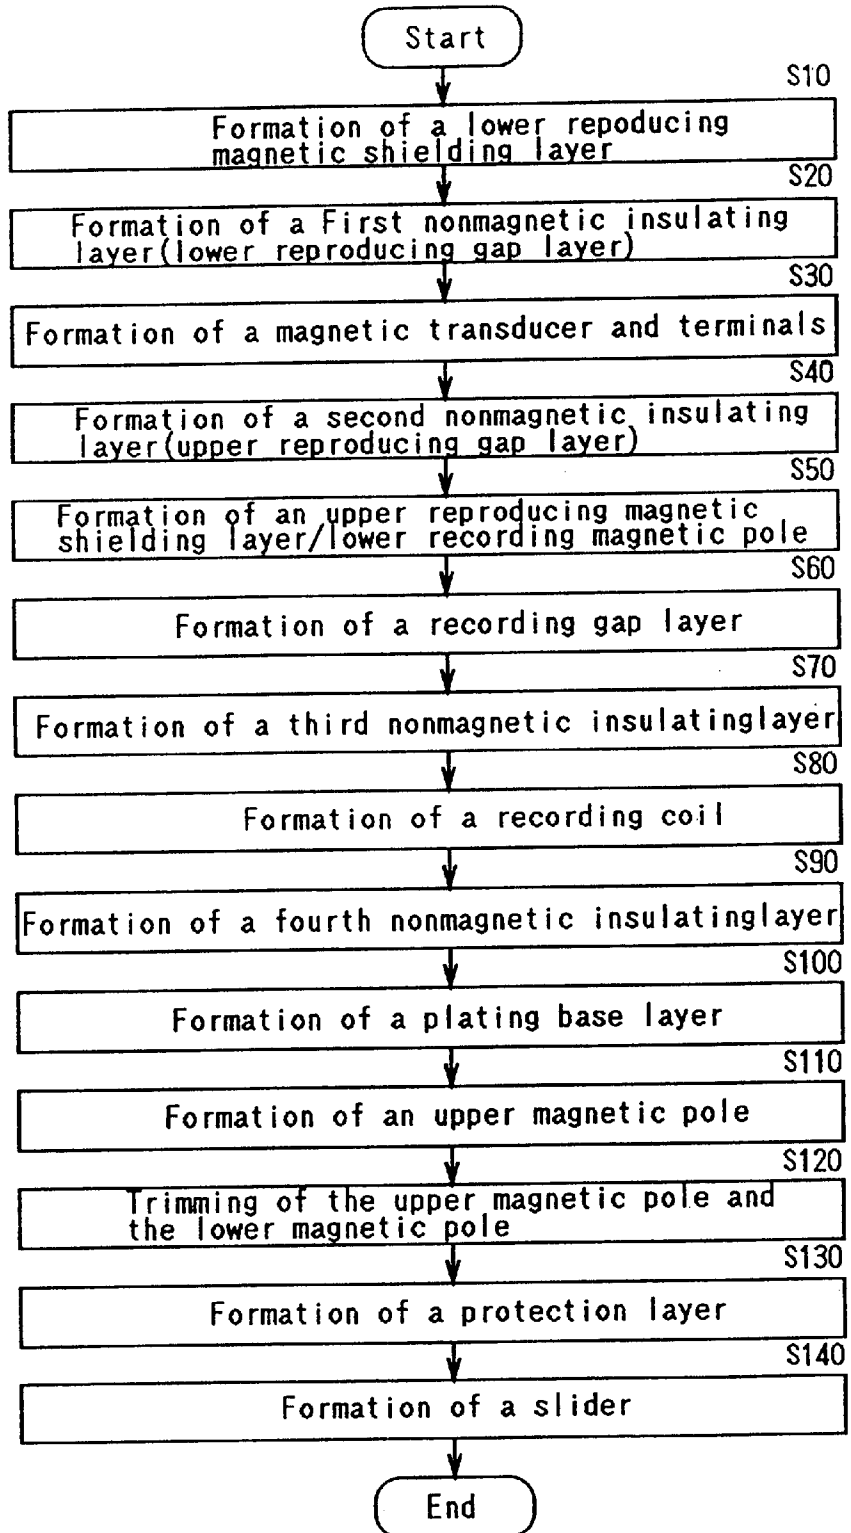 Start
S10
Formation of a lower repoducing
magnetic shielding layer
S20
Formation of a First nonmagnetic insulating
layer(lower reproducing gap layer)
S30
Formation of a magnetic transducer and terminals
S40
Formation of a second nonmagnetic insulating
layer(upper reproducing gap layer)
S50
Formation of an upper reproducing magnetic
shielding layer/lower recording magnetic pole
S60
Formation of a recording gap layer
S70
Formation of a third nonmagnetic insulatinglayer
S80
Formation of a recording coil
S90
Formation of a fourth nonmagnetic insulatinglayer
S100
Formation of a plating base layer
S110
Formation of an upper magnetic pole
S120
Trimming of the upper magnetic pole and
the lower magnetic pole
S130
Formation of a protection layer
S140
Formation of a slider
End